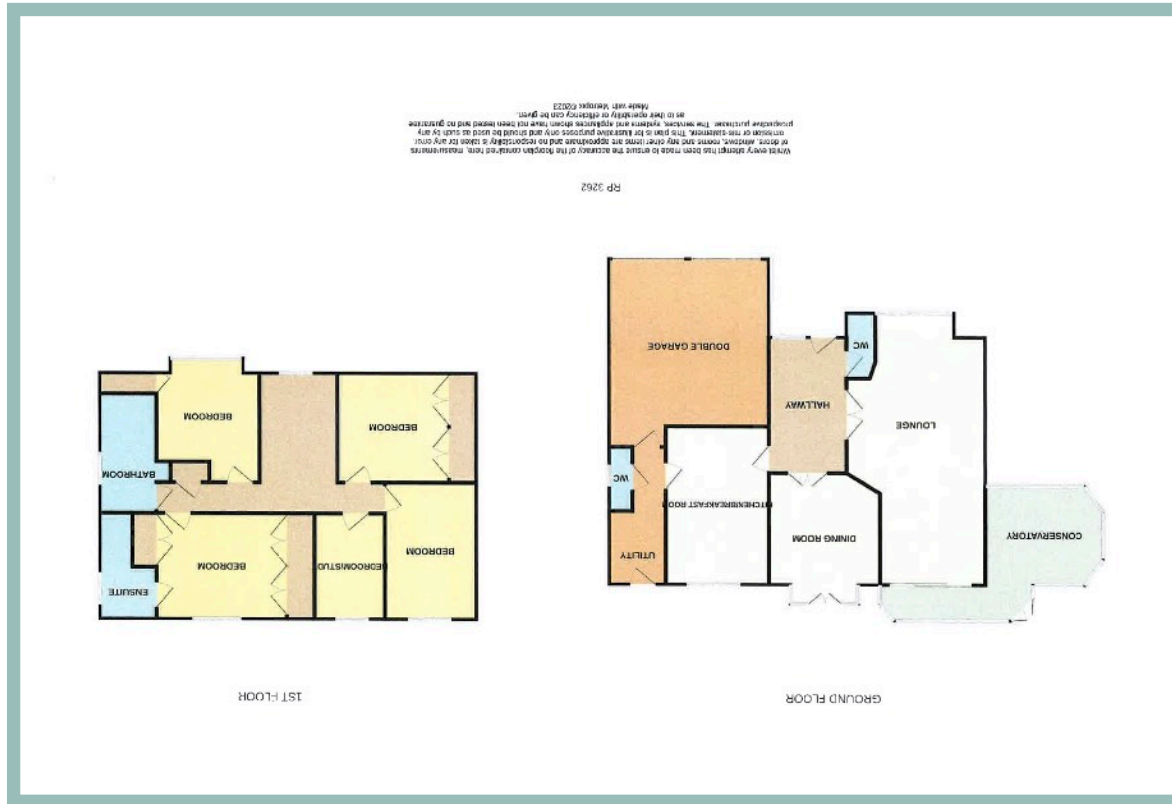 GROUND FLOOR
1ST FLOOR
CONSERVATORY
DINING ROOM
UTILITY
KITCHEN/BREAKFAST ROOM
WC
LOUNGE
HALLWAY
DOUBLE GARAGE
WC
BEDROOM
BEDROOM/STUD
BEDROOM
ENSUITE
BATHROOM
BEDROOM
BEDROOM
RP 3262
Whilst every attempt has been made to ensure the accuracy of the floorplan contained here, measurements
of doors, windows, rooms and any other items are approximate and no responsibility is taken for any error,
omission or mis-statement. This plan is for illustrative purposes only and should be used as such by any
prospective purchaser. The services, systems and appliances shown have not been tested and no guarantee
as to their operability or efficiency can be given.
Made with Metropix ©2023